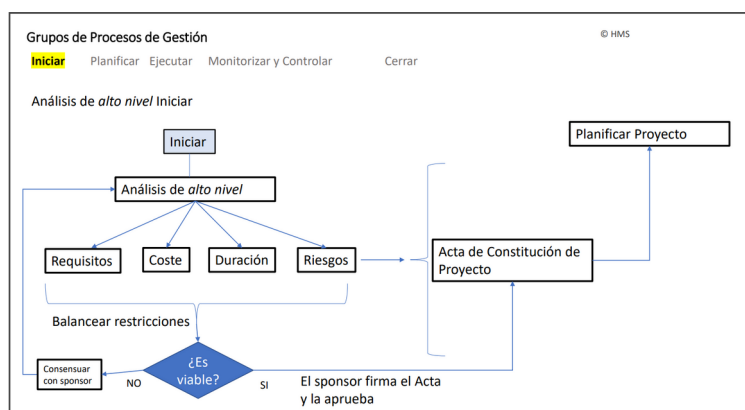 Grupos de Procesos de Gestión
© HMS
Iniciar Planificar Ejecutar Monitorizar y Controlar Cerrar
Análisis de alto nivel Iniciar
Iniciar
Planificar Proyecto
Análisis de alto nivel
Requisitos Coste Duración Riesgos
Acta de Constitución de
Proyecto
Balancear restricciones
¿Es
viable?
Consensuar
con sponsor
NO
SI
El sponsor firma el Acta
y la aprueba